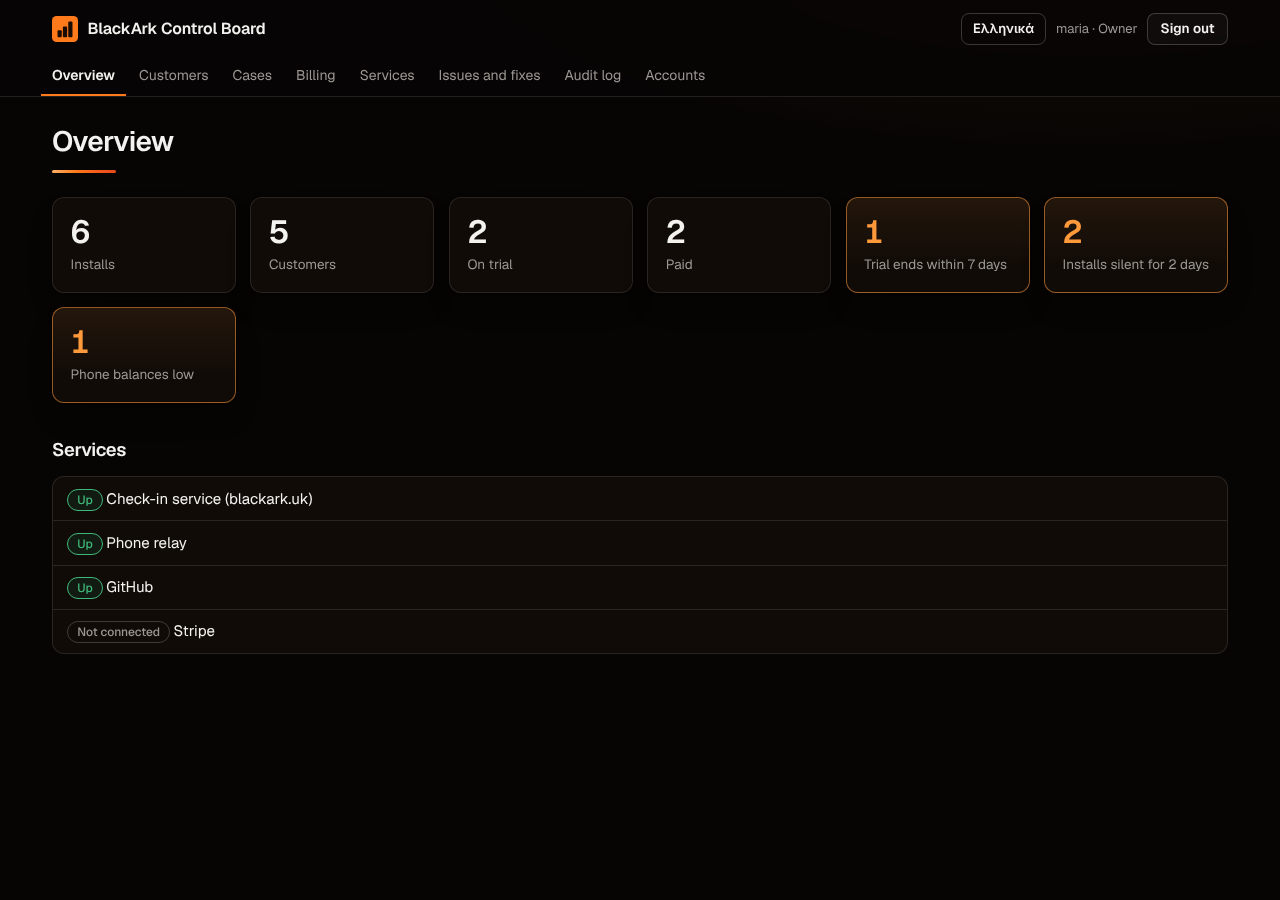 BlackArk Control Board
Ελληνικά
maria · Owner
Sign out
Overview
Customers
Cases
Billing
Services
Issues and fixes
Audit log
Accounts
Overview
6
Installs
5
Customers
2
On trial
2
Paid
1
Trial ends within 7 days
2
Installs silent for 2 days
1
Phone balances low
Services
Up Check-in service (blackark.uk)
Up Phone relay
Up GitHub
Not connected Stripe